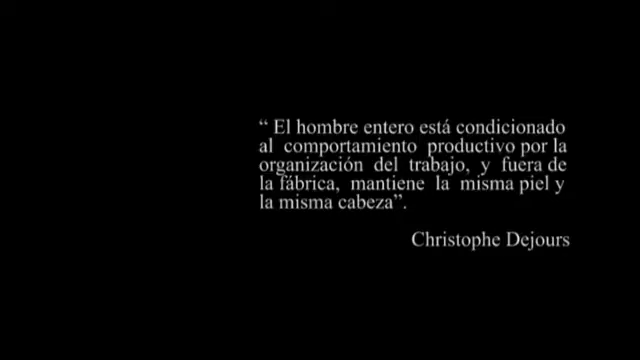 “ El hombre entero está condicionado
al comportamiento productivo por la
organización del trabajo, y fuera de
la fábrica, mantiene la misma piel y
la misma cabeza”.
Christophe Dejours